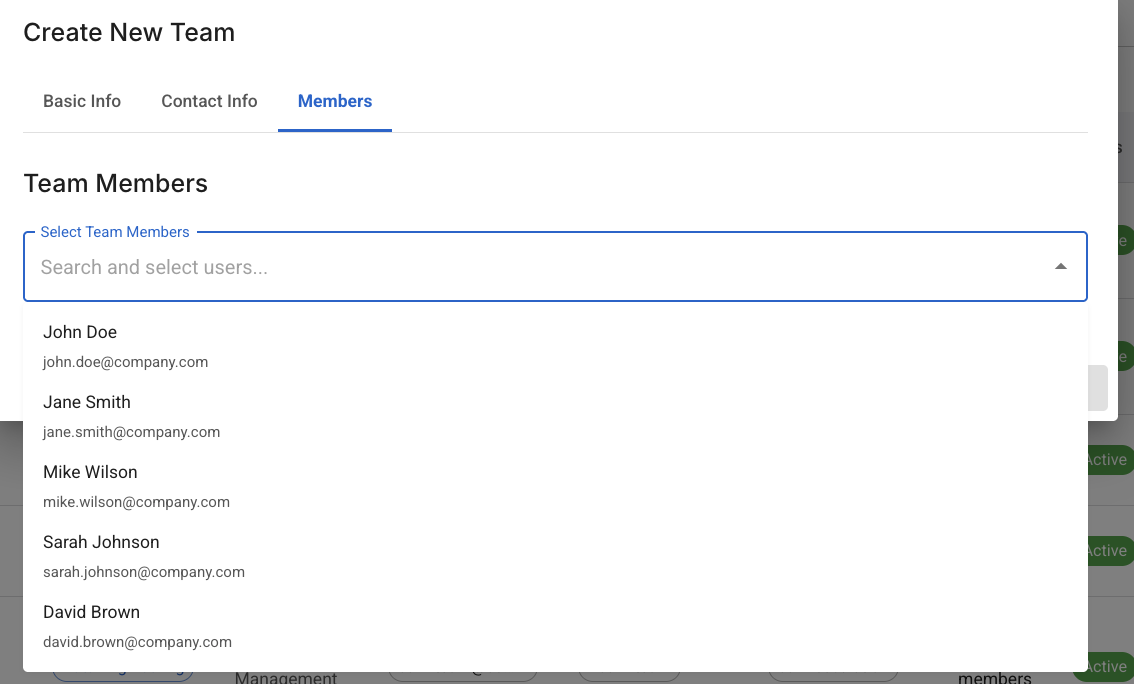 Create New Team
Basic Info Contact Info Members
Team Members
Select Team Members
Search and select users...
John Doe
john.doe@company.com
Jane Smith
jane.smith@company.com
Mike Wilson
mike.wilson@company.com
Active
Sarah Johnson
Active
sarah.johnson@company.com
David Brown
david.brown@company.com
Active
Management members